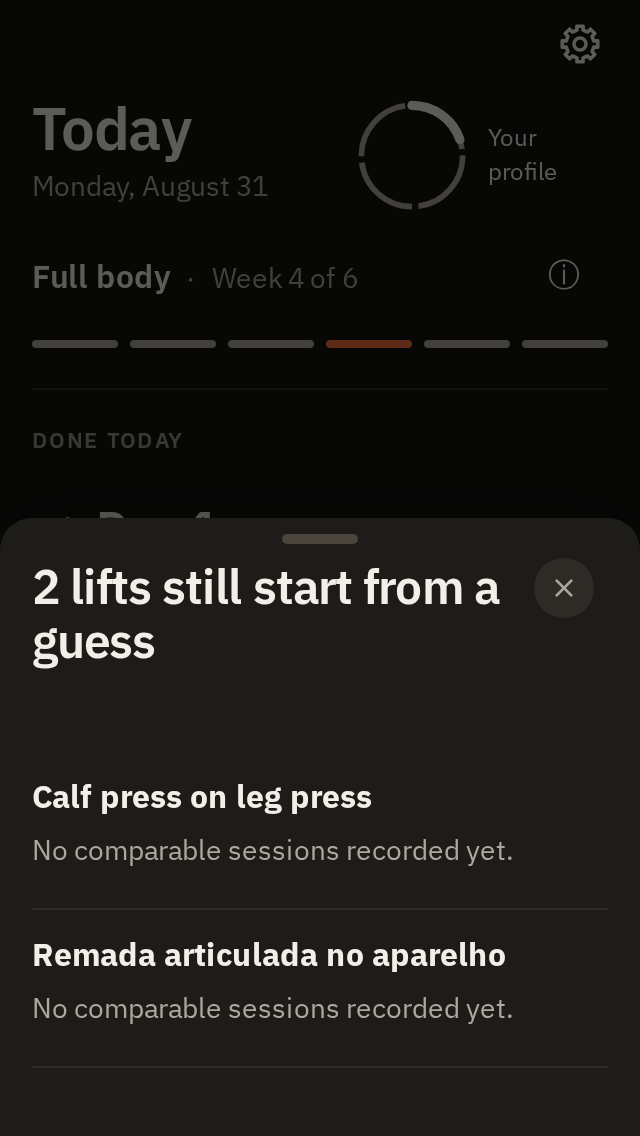 Today
Monday, August 31
Your
profile
Full body · Week 4 of 6
DONE TODAY
2 lifts still start from a
guess
Calf press on leg press
No comparable sessions recorded yet.
Remada articulada no aparelho
No comparable sessions recorded yet.